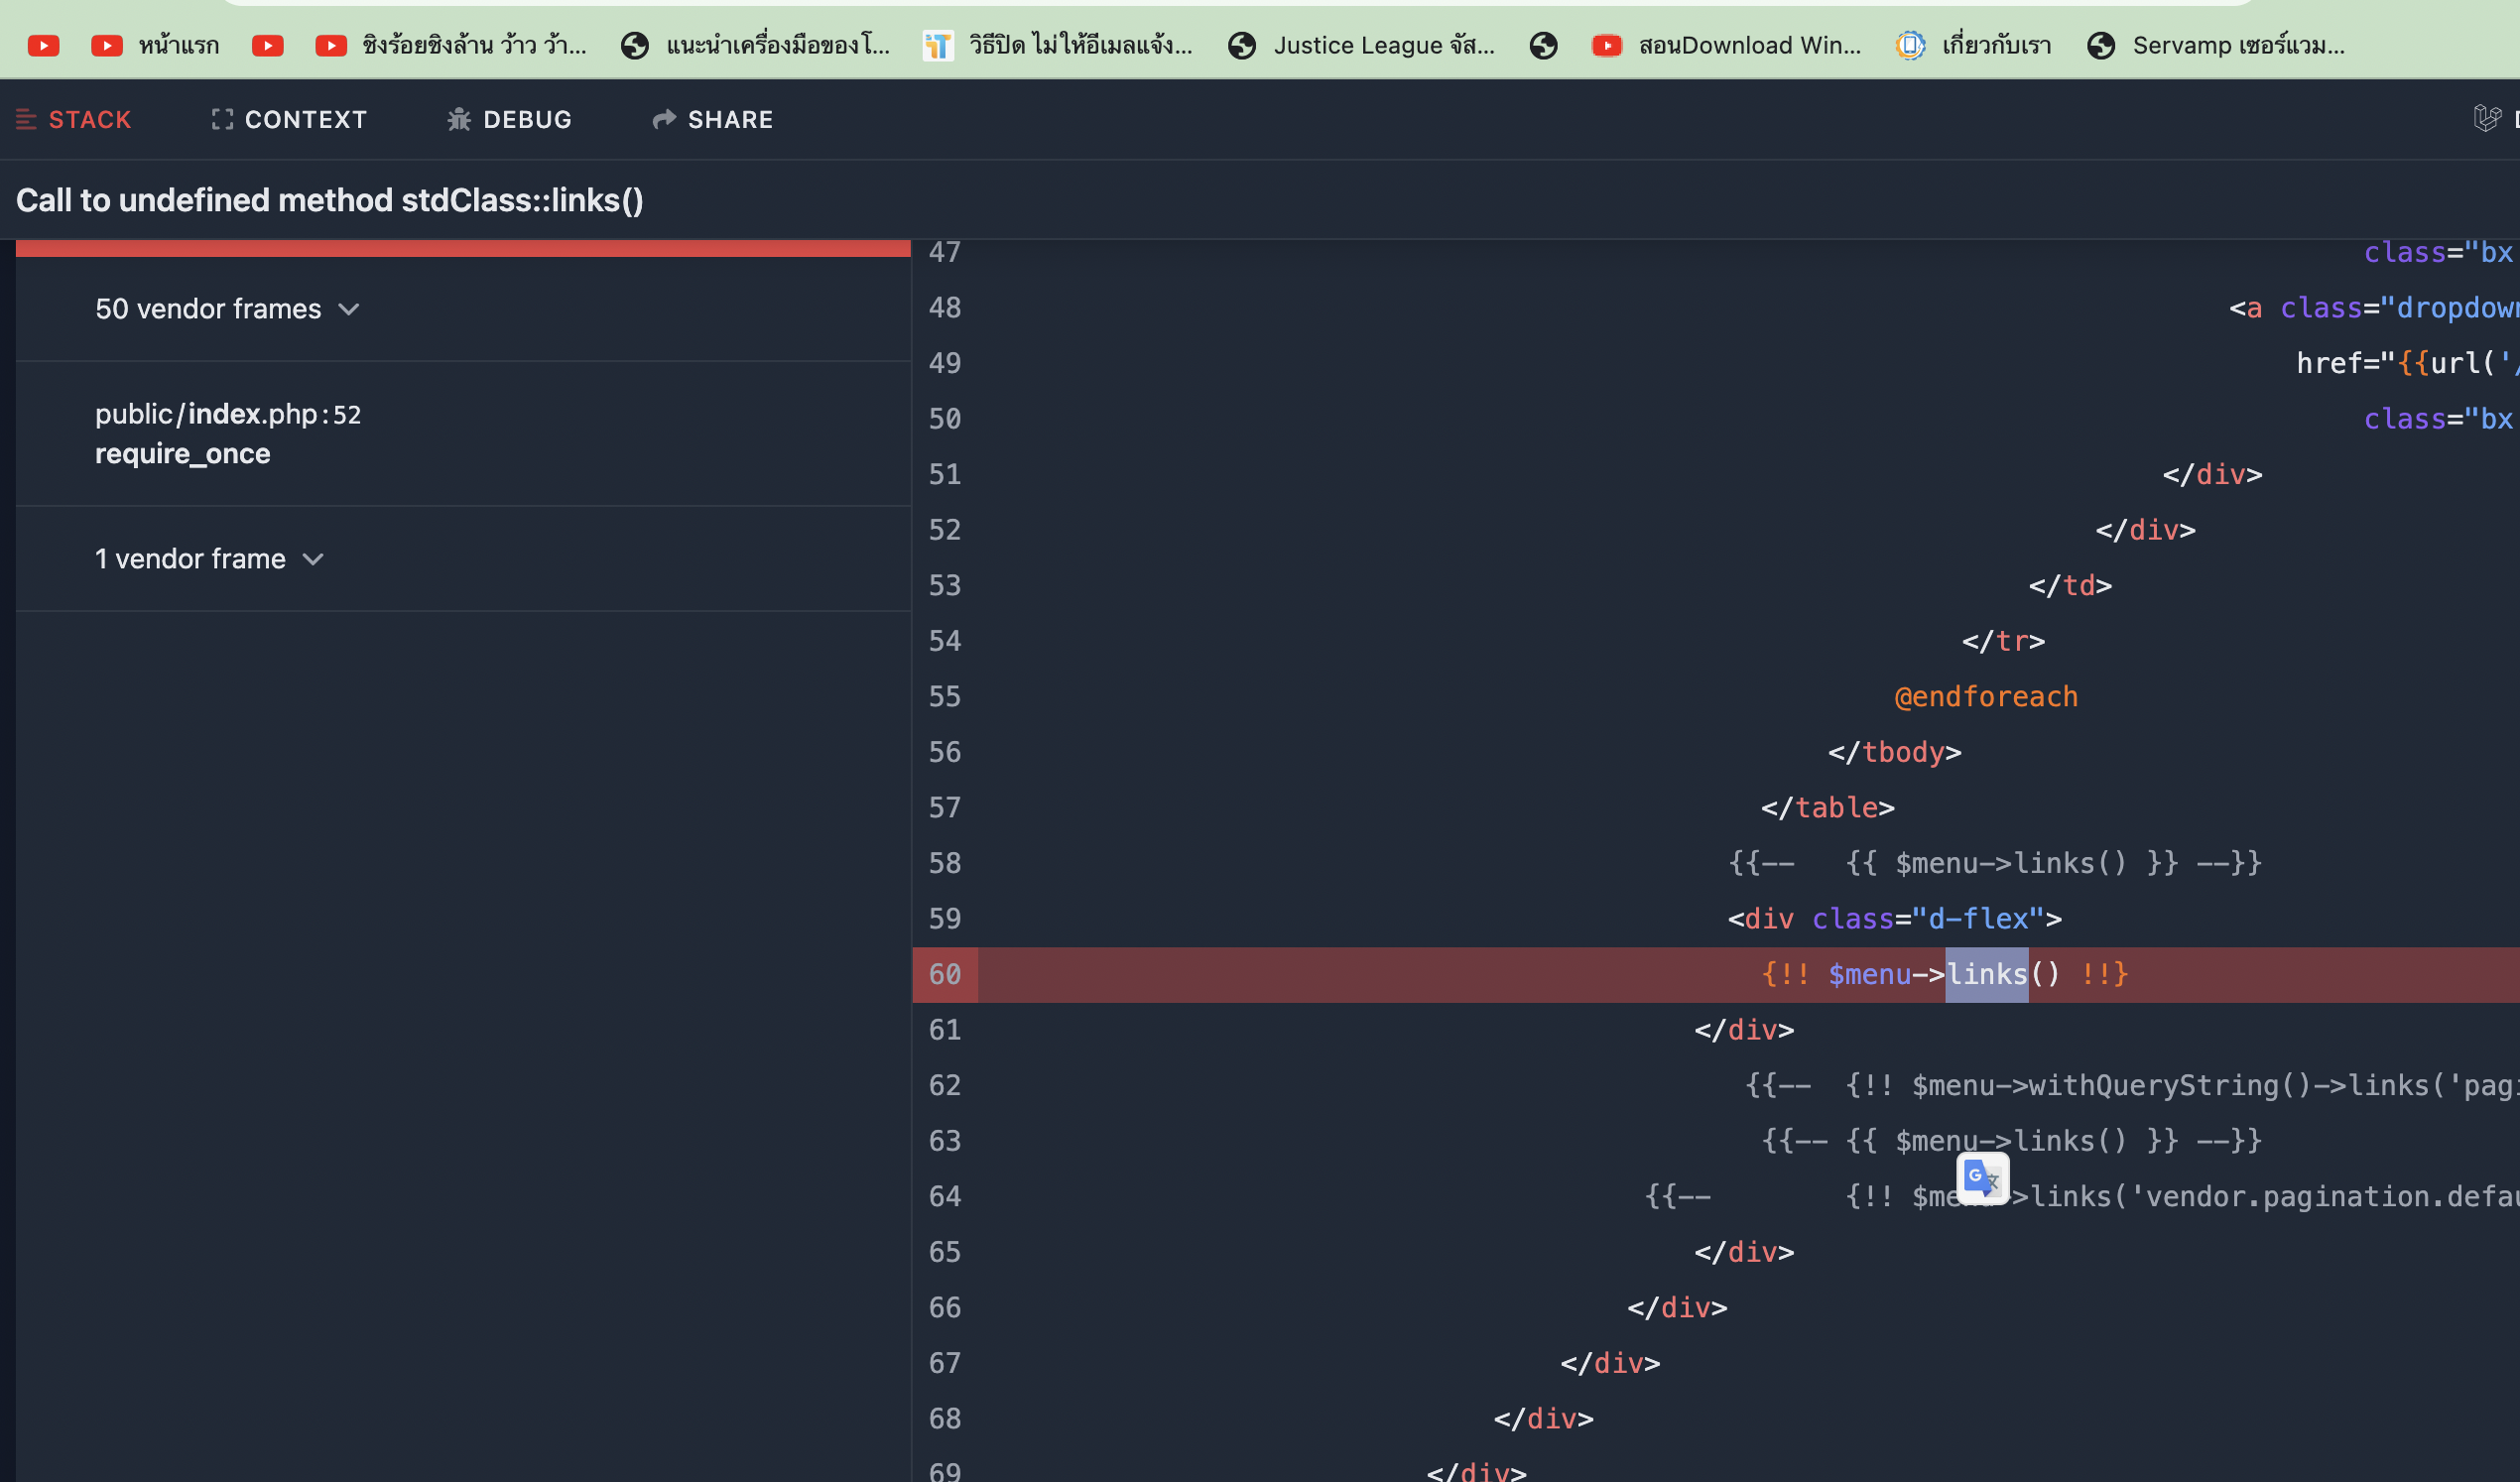 หน้าแรก ชิงร้อยชิงล้าน ว้าว ว้า... แนะนำเครื่องมือของโ... วิธีปิด ไม่ให้อีเมลแจ้ง... Justice League จัส... สอนDownload Win... เกี่ยวกับเรา Servamp เซอร์แวม...
STACK CONTEXT DEBUG SHARE
Call to undefined method stdClass::links()
50 vendor frames
public/index.php:52
require_once
1 vendor frame
47 class="bx
48 <a class="dropdown
49 href="{{url('/
50 class="bx
51 </div>
52 </div>
53 </td>
54 </tr>
55 @endforeach
56 </tbody>
57 </table>
58 {{-- {{ $menu->links() }} --}}
59 <div class="d-flex">
60 {!! $menu->links() !!}
61 </div>
62 {{-- {!! $menu->withQueryString()->links('pagi
63 {{-- {{ $menu->links() }} --}}
64 {{-- {!! $me >links('vendor.pagination.defau
65 </div>
66 </div>
67 </div>
68 </div>
69 </div>